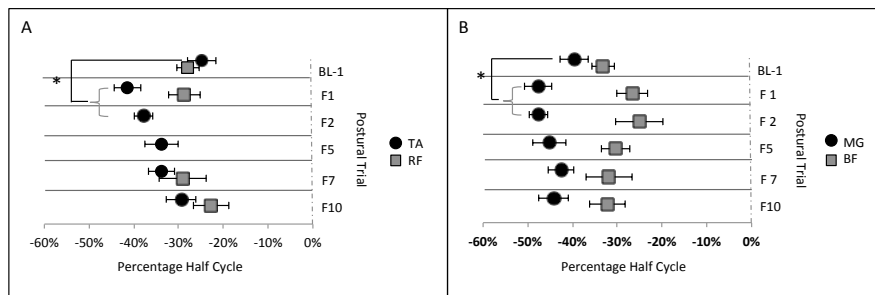 A
BL-1
*
F1
F2
F5
F7
F10
Postural Trial
TA
RF
-60% -50% -40% -30% -20% -10% 0%
Percentage Half Cycle
B
BL-1
*
F 1
F 2
F5
F 7
F10
Postural Trial
MG
BF
-60% -50% -40% -30% -20% -10% 0%
Percentage Half Cycle